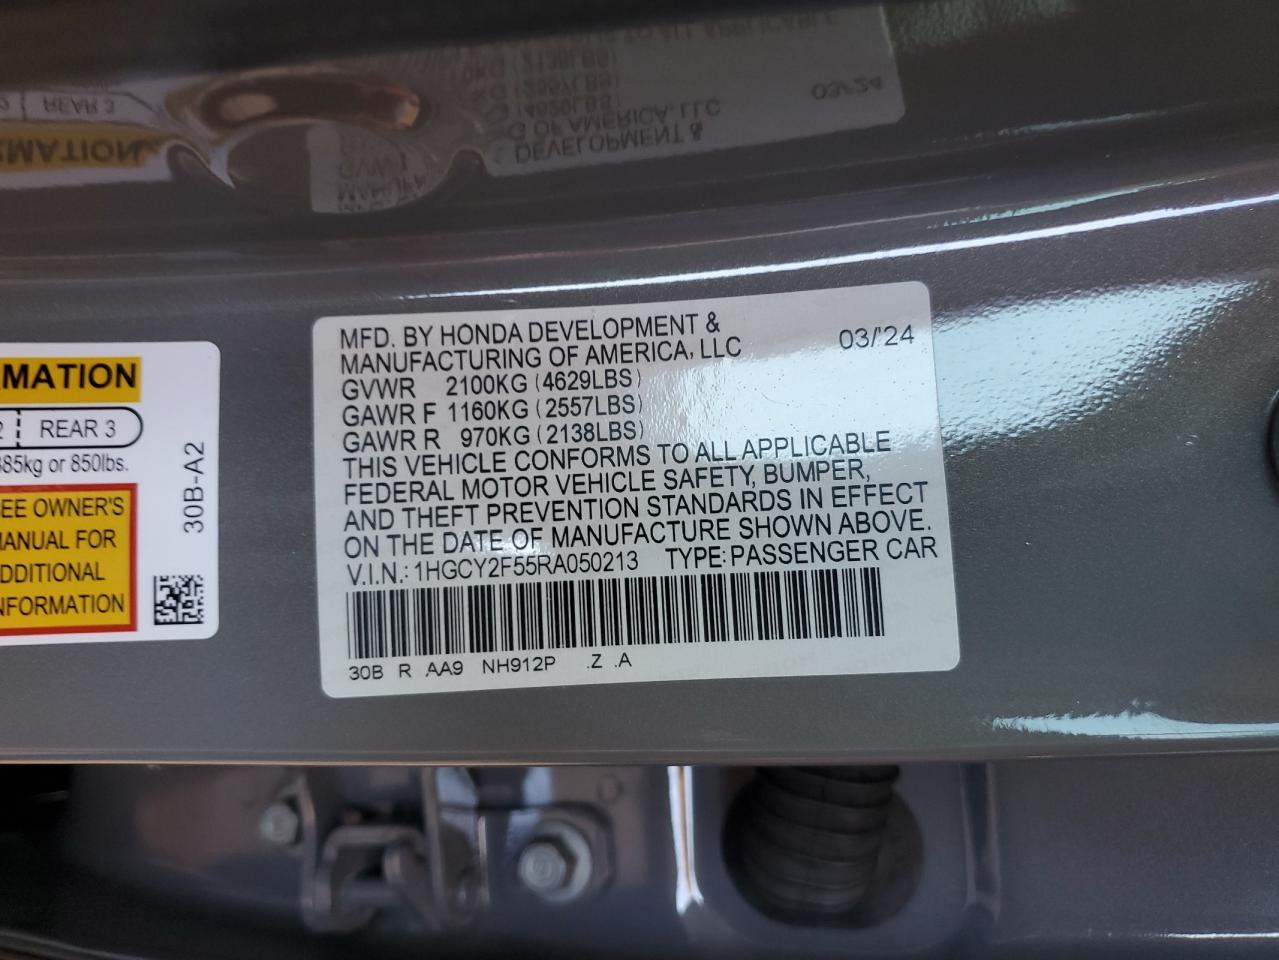 MFD. BY HONDA DEVELOPMENT &
MANUFACTURING OF AMERICA, LLC 03/'24
GVWR 2100KG (4629LBS)
GAWR F 1160KG (2557LBS)
GAWR R 970KG (2138LBS)
THIS VEHICLE CONFORMS TO ALL APPLICABLE
FEDERAL MOTOR VEHICLE SAFETY, BUMPER,
AND THEFT PREVENTION STANDARDS IN EFFECT
ON THE DATE OF MANUFACTURE SHOWN ABOVE.
V.I.N.: 1HGCY2F55RA050213 TYPE: PASSENGER CAR
30B R AA9 NH912P .Z .A
MATION
2 REAR 3
385kg or 850lbs.
SEE OWNER'S
MANUAL FOR
ADDITIONAL
INFORMATION
30B-A2